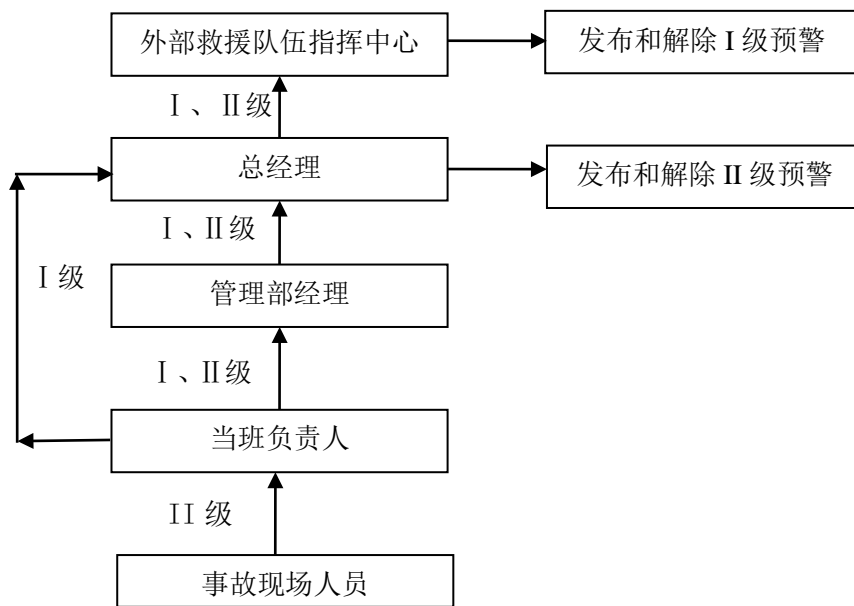 外部救援队伍指挥中心
发布和解除 I 级预警
Ⅰ、Ⅱ级
总经理
发布和解除 II 级预警
Ⅰ、Ⅱ级
Ⅰ级
管理部经理
Ⅰ、Ⅱ级
当班负责人
II 级
事故现场人员